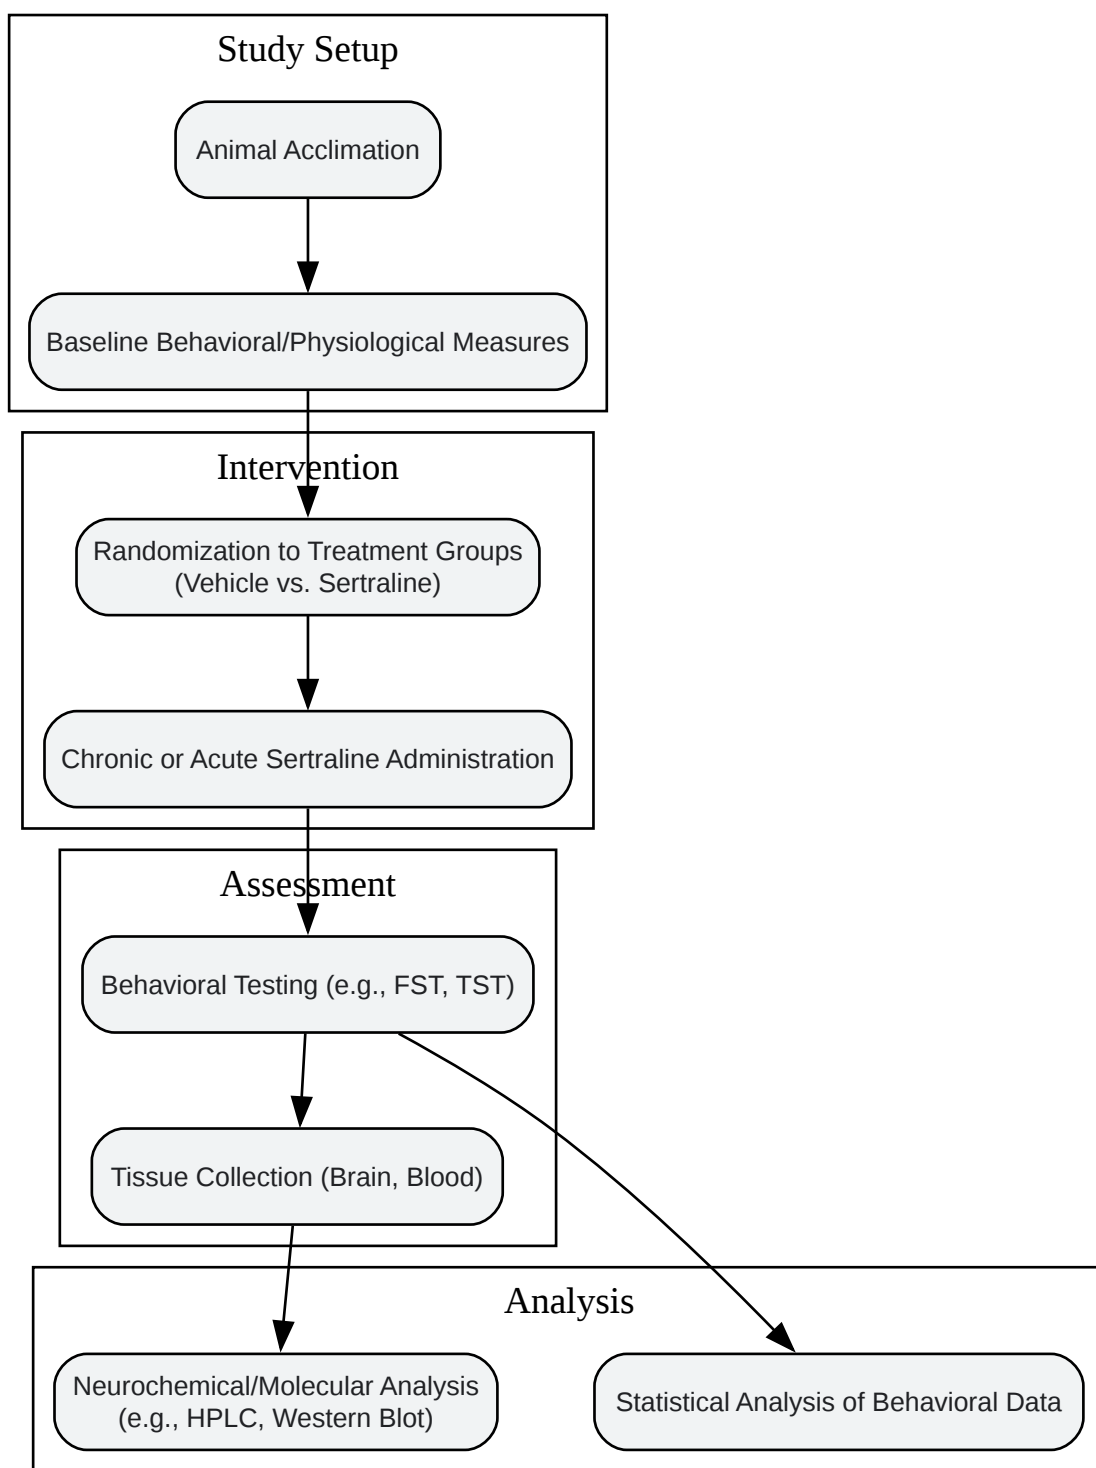 Study Setup
Animal Acclimation
Baseline Behavioral/Physiological Measures
Intervention
Randomization to Treatment Groups
(Vehicle vs. Sertraline)
Chronic or Acute Sertraline Administration
Assessment
Behavioral Testing (e.g., FST, TST)
Tissue Collection (Brain, Blood)
Analysis
Neurochemical/Molecular Analysis
(e.g., HPLC, Western Blot)
Statistical Analysis of Behavioral Data